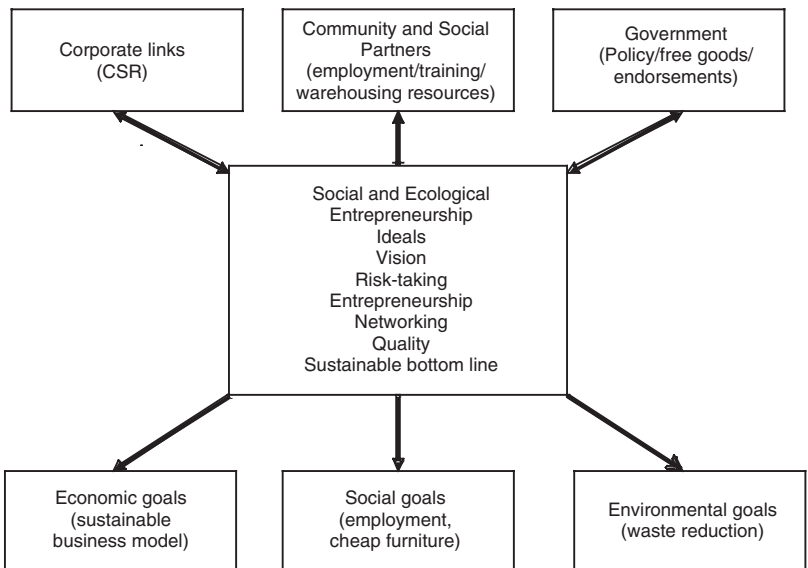 Corporate links
(CSR)
Community and Social
Partners
(employment/training/
warehousing resources)
Government
(Policy/free goods/
endorsements)
Social and Ecological
Entrepreneurship
Ideals
Vision
Risk-taking
Entrepreneurship
Networking
Quality
Sustainable bottom line
Economic goals
(sustainable
business model)
Social goals
(employment,
cheap furniture)
Environmental goals
(waste reduction)